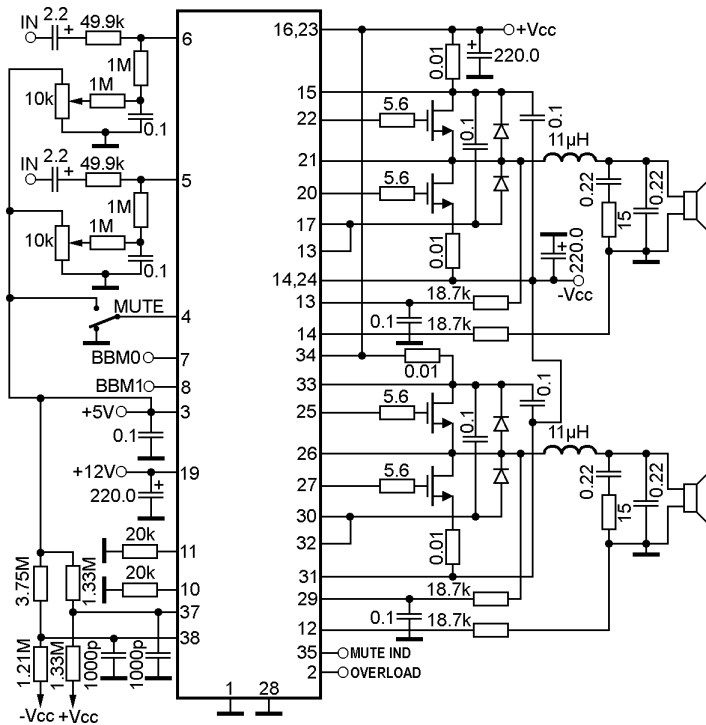 IN 2.2 + 49.9k 6 16,23 +Vcc
1M 0.01 + 220.0
10k 1M 15 5.6 0.1 0.1
0.1 22 11µH
IN 2.2 + 49.9k 5 21
1M 20 5.6 0.22 0.22
10k 1M 17 15
0.1 13 0.01 + 220.0
14,24 -Vcc
MUTE 4 13 18.7k
0.1 18.7k
14
BBM0 7 34 0.01
BBM1 8 33 5.6 0.1 0.1
+5V 3 25 11µH
0.1 26
+12V 19 27 5.6 0.22 0.22
220.0 + 30 15
20k 32 0.01
11 31
3.75M 1.33M 20k 10 29 18.7k
37 0.1 18.7k
38 12
1.21M 1.33M 1000p 1000p 35 MUTE IND
2 OVERLOAD
-Vcc +Vcc 1 28